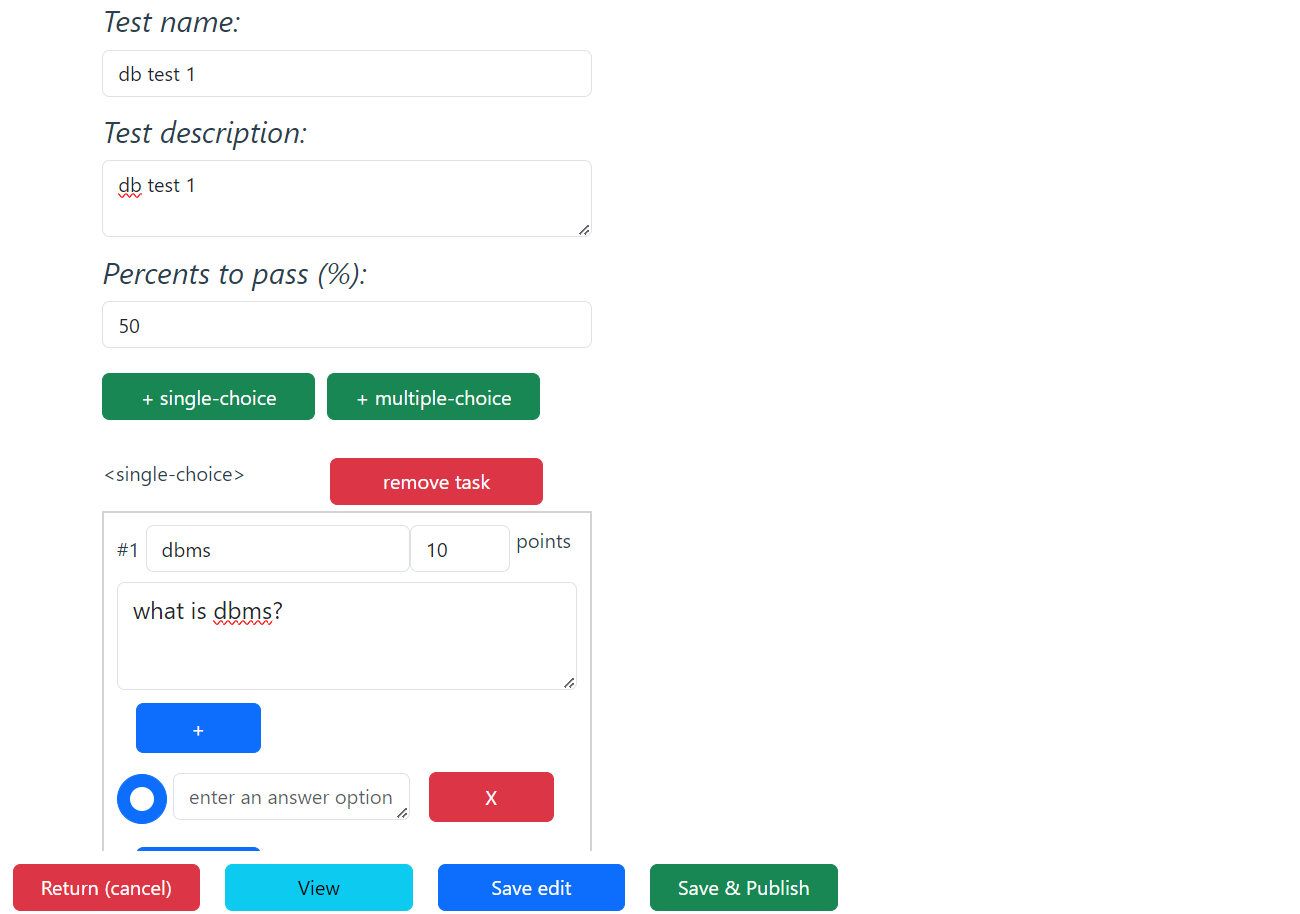 Test name:
db test 1
Test description:
db test 1
Percents to pass (%):
50
+ single-choice + multiple-choice
<single-choice> remove task
#1 dbms 10 points
what is dbms?
+
enter an answer option X
Return (cancel) View Save edit Save & Publish